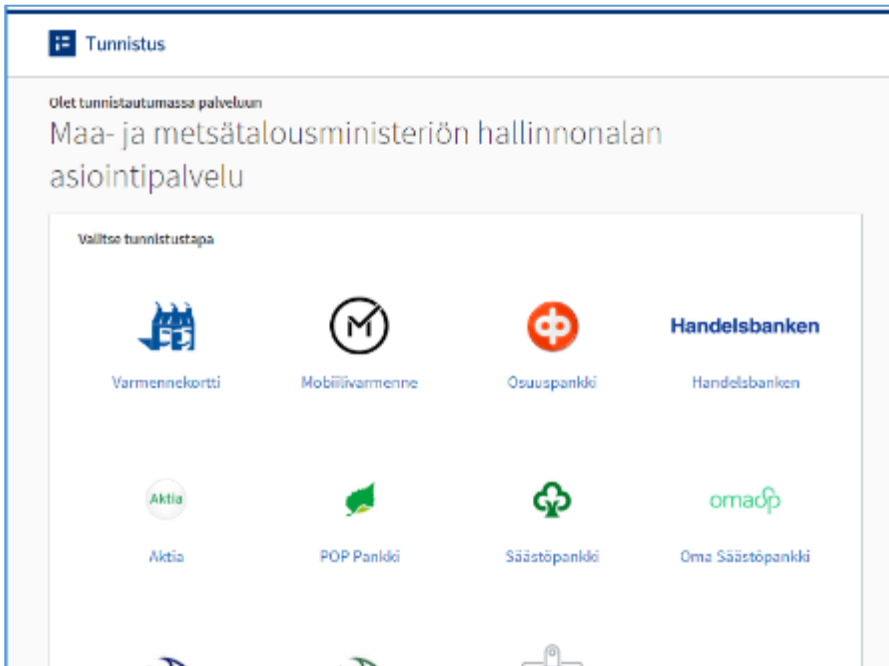 Tunnistus
Olet tunnistautumassa palveluun
Maa- ja metsätalousministeriön hallinnonalan
asiointipalvelu
Valitse tunnistustapa
Handelsbanken
Varmennekortti Mobiilivarmenne Osuuspankki Handelsbanken
Aktia omasp
Aktia POP Pankki Säästöpankki Oma Säästöpankki